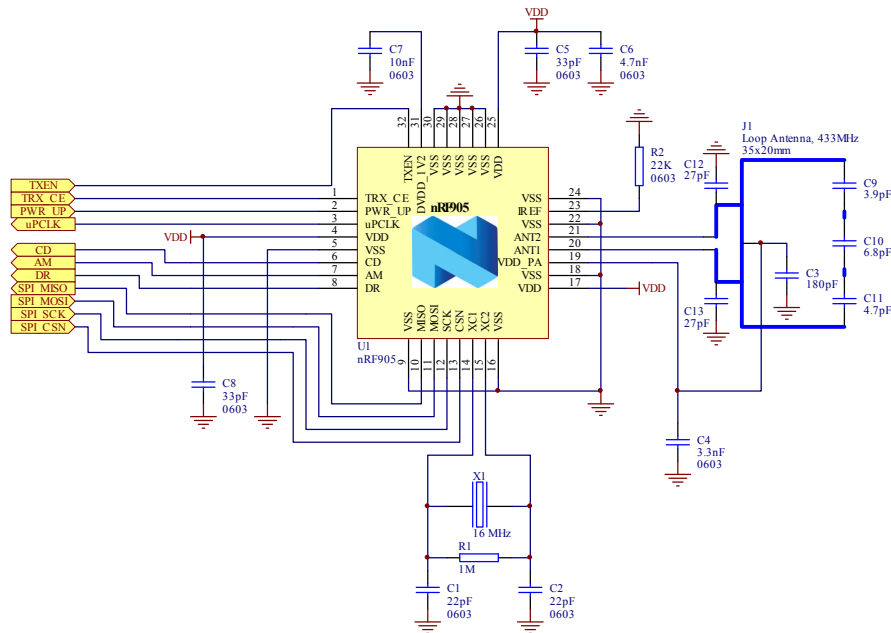 VDD
C7
10nF
0603
C5
33pF
0603
C6
4.7nF
0603
32
31
30
29
28
27
26
25
TXEN
DVDD_1V2
VSS
VSS
VSS
VSS
VSS
VDD
R2
22K
0603
J1
Loop Antenna, 433MHz
35x20mm
C12
27pF
C9
3.9pF
C10
6.8pF
C11
4.7pF
C3
180pF
C13
27pF
TXEN
TRX_CE
PWR_UP
uPCLK
CD
AM
DR
SPI_MISO
SPI_MOSI
SPI_SCK
SPI_CSN
VDD
1
2
3
4
5
6
7
8
TRX_CE
PWR_UP
uPCLK
VDD
VSS
CD
AM
DR
nRF905
VSS
IREF
VSS
ANT2
ANT1
VDD_PA
VSS
VDD
24
23
22
21
20
19
18
17
VDD
VSS
MISO
MOSI
SCK
CSN
XC1
XC2
VSS
U1
nRF905
9
10
11
12
13
14
15
16
C8
33pF
0603
C4
3.3nF
0603
X1
16 MHz
R1
1M
C1
22pF
0603
C2
22pF
0603